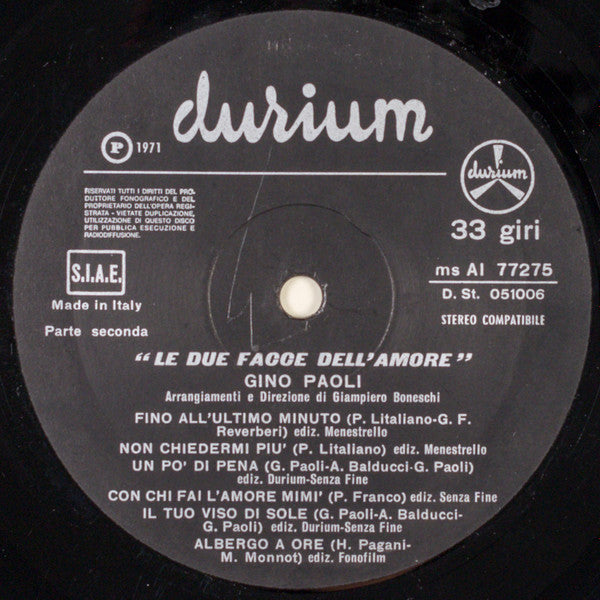 durium
P 1971
RISERVATI TUTTI I DIRITTI DEL PRO-
DUTTORE FONOGRAFICO E DEL
PROPRIETARIO DELL'OPERA REGI-
STRATA - VIETATE DUPLICAZIONE,
UTILIZZAZIONE DI QUESTO DISCO
PER PUBBLICA ESECUZIONE E
RADIODIFFUSIONE.
durium
33 giri
S.I.A.E.
ms AI 77275
Made in Italy
D. St. 051006
Parte seconda
STEREO COMPATIBILE
"LE DUE FACCE DELL'AMORE"
GINO PAOLI
Arrangiamenti e Direzione di Giampiero Boneschi
FINO ALL'ULTIMO MINUTO (P. Litaliano-G. F.
Reverberi) ediz. Menestrello
NON CHIEDERMI PIU' (P. Litaliano) ediz. Menestrello
UN PO' DI PENA (G. Paoli-A. Balducci-G. Paoli)
ediz. Durium-Senza Fine
CON CHI FAI L'AMORE MIMI' (P. Franco) ediz. Senza Fine
IL TUO VISO DI SOLE (G. Paoli-A. Balducci-
G. Paoli) ediz. Durium-Senza Fine
ALBERGO A ORE (H. Pagani-
M. Monnot) ediz. Fonofilm